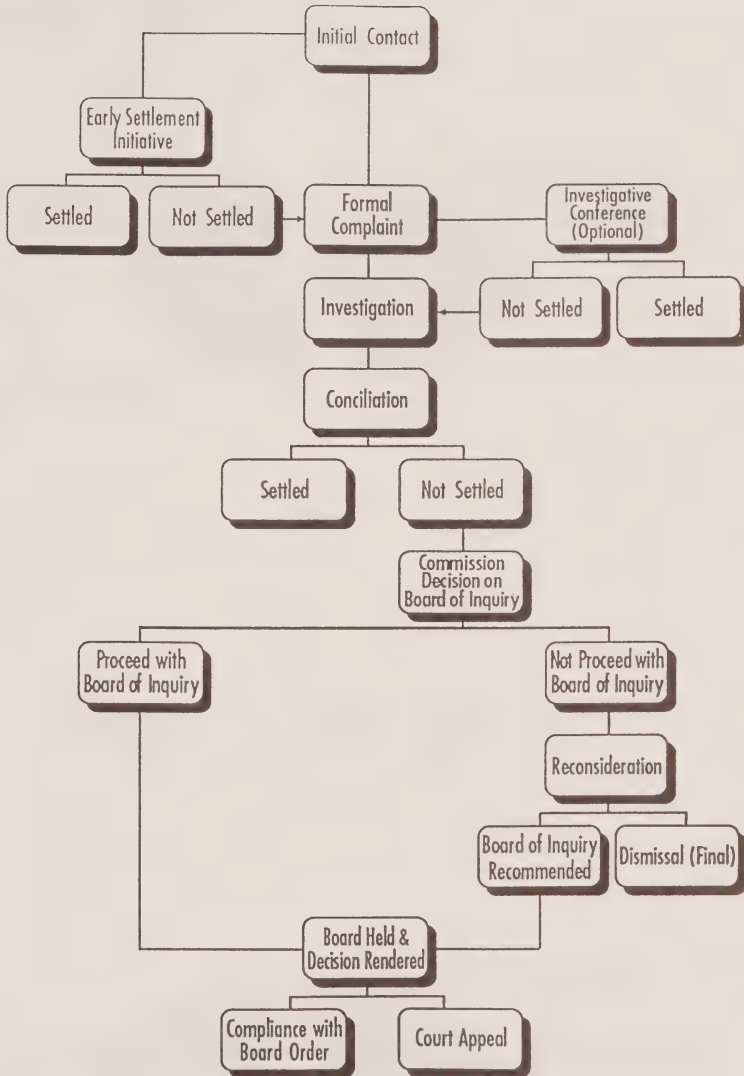 Initial Contact
Early Settlement
Initiative
Settled
Not Settled
Formal
Complaint
Investigative
Conference
(Optional)
Investigation
Not Settled
Settled
Conciliation
Settled
Not Settled
Commission
Decision on
Board of Inquiry
Proceed with
Board of Inquiry
Not Proceed with
Board of Inquiry
Reconsideration
Board of Inquiry
Recommended
Dismissal (Final)
Board Held &
Decision Rendered
Compliance with
Board Order
Court Appeal